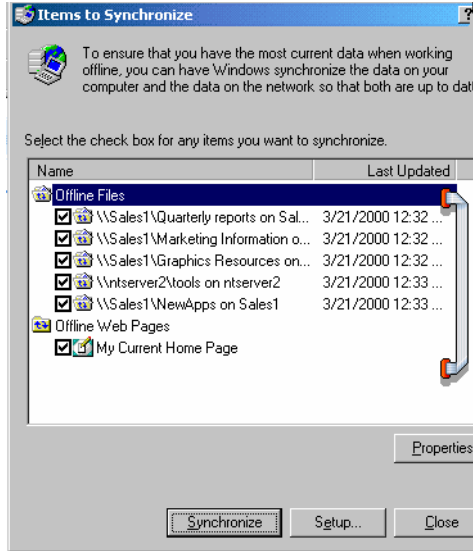 Items to Synchronize
?
To ensure that you have the most current data when working
offline, you can have Windows synchronize the data on your
computer and the data on the network so that both are up to dat
Select the check box for any items you want to synchronize.
Name Last Updated
Offline Files
\\Sales1\Quarterly reports on Sal... 3/21/2000 12:32 ...
\\Sales1\Marketing Information o... 3/21/2000 12:32 ...
\\Sales1\Graphics Resources on... 3/21/2000 12:32 ...
\\ntserver2\tools on ntserver2 3/21/2000 12:33 ...
\\Sales1\NewApps on Sales1 3/21/2000 12:33 ...
Offline Web Pages
My Current Home Page
Properties
Synchronize Setup... Close